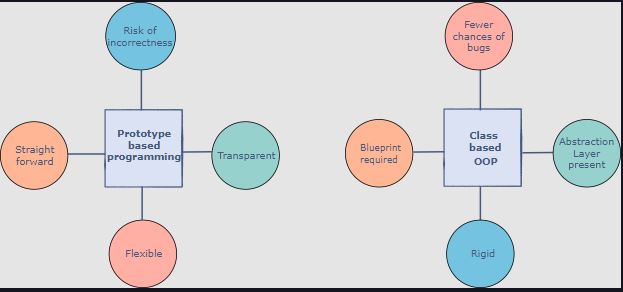 Risk of
incorrectness
Straight
forward
Prototype
based
programming
Transparent
Flexible
Fewer
chances of
bugs
Blueprint
required
Class
based
OOP
Abstraction
Layer
present
Rigid